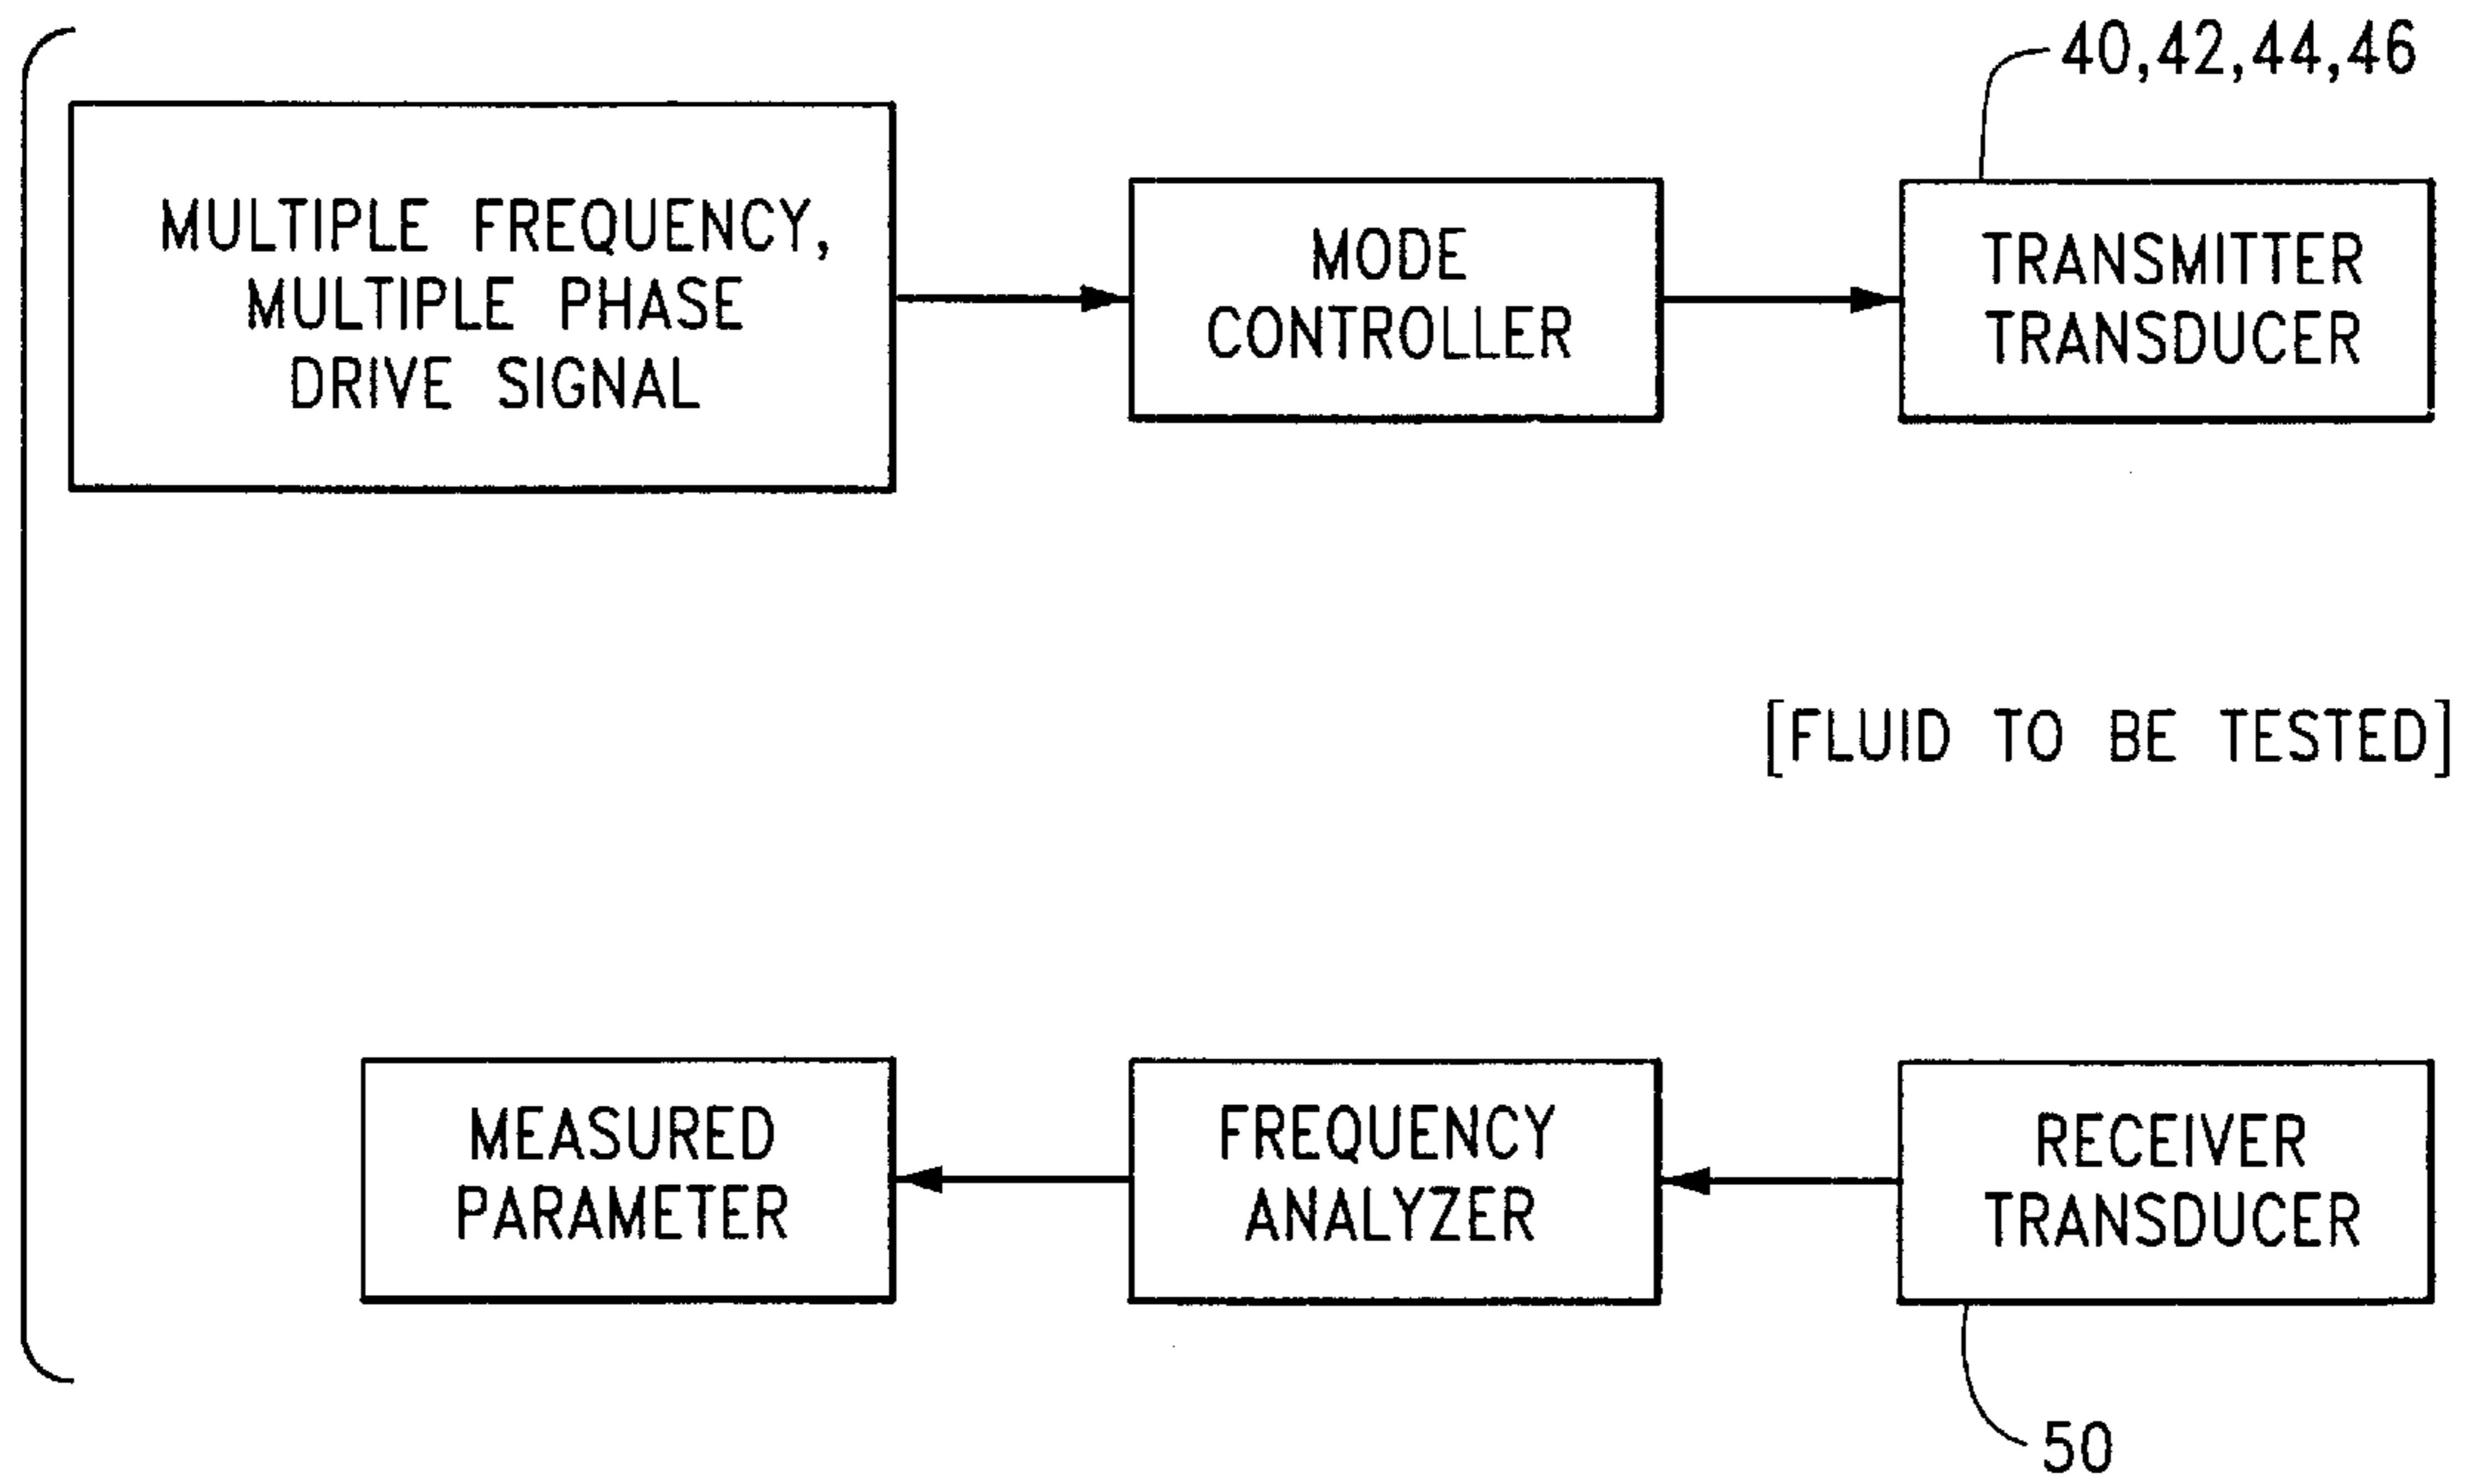 40,42,44,46
MULTIPLE FREQUENCY,
MULTIPLE PHASE
DRIVE SIGNAL
MODE
CONTROLLER
TRANSMITTER
TRANSDUCER
[FLUID TO BE TESTED]
MEASURED
PARAMETER
FREQUENCY
ANALYZER
RECEIVER
TRANSDUCER
50